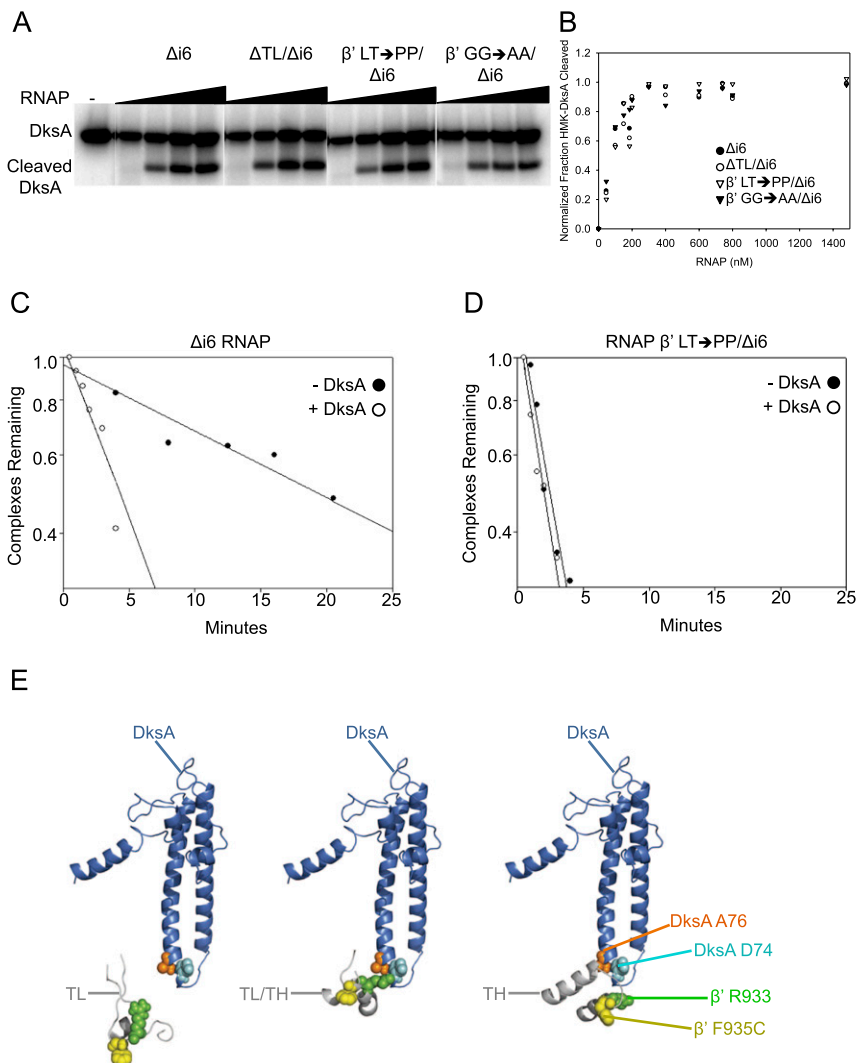 A
Δi6
ΔTL/Δi6
β' LT➔PP/
Δi6
β' GG➔AA/
Δi6
RNAP
-
DksA
Cleaved
DksA
B
Normalized Fraction HMK-DksA Cleaved
1.2
1.0
0.8
0.6
0.4
0.2
0.0
Δi6
ΔTL/Δi6
β' LT➔PP/Δi6
β' GG➔AA/Δi6
0 200 400 600 800 1000 1200 1400
RNAP (nM)
C
Δi6 RNAP
Complexes Remaining
1.0
0.8
0.6
0.4
- DksA
+ DksA
0 5 10 15 20 25
Minutes
D
RNAP β' LT➔PP/Δi6
Complexes Remaining
1.0
0.8
0.6
0.4
- DksA
+ DksA
0 5 10 15 20 25
Minutes
E
DksA
DksA
DksA
DksA A76
DksA D74
TL
TL/TH
TH
β' R933
β' F935C